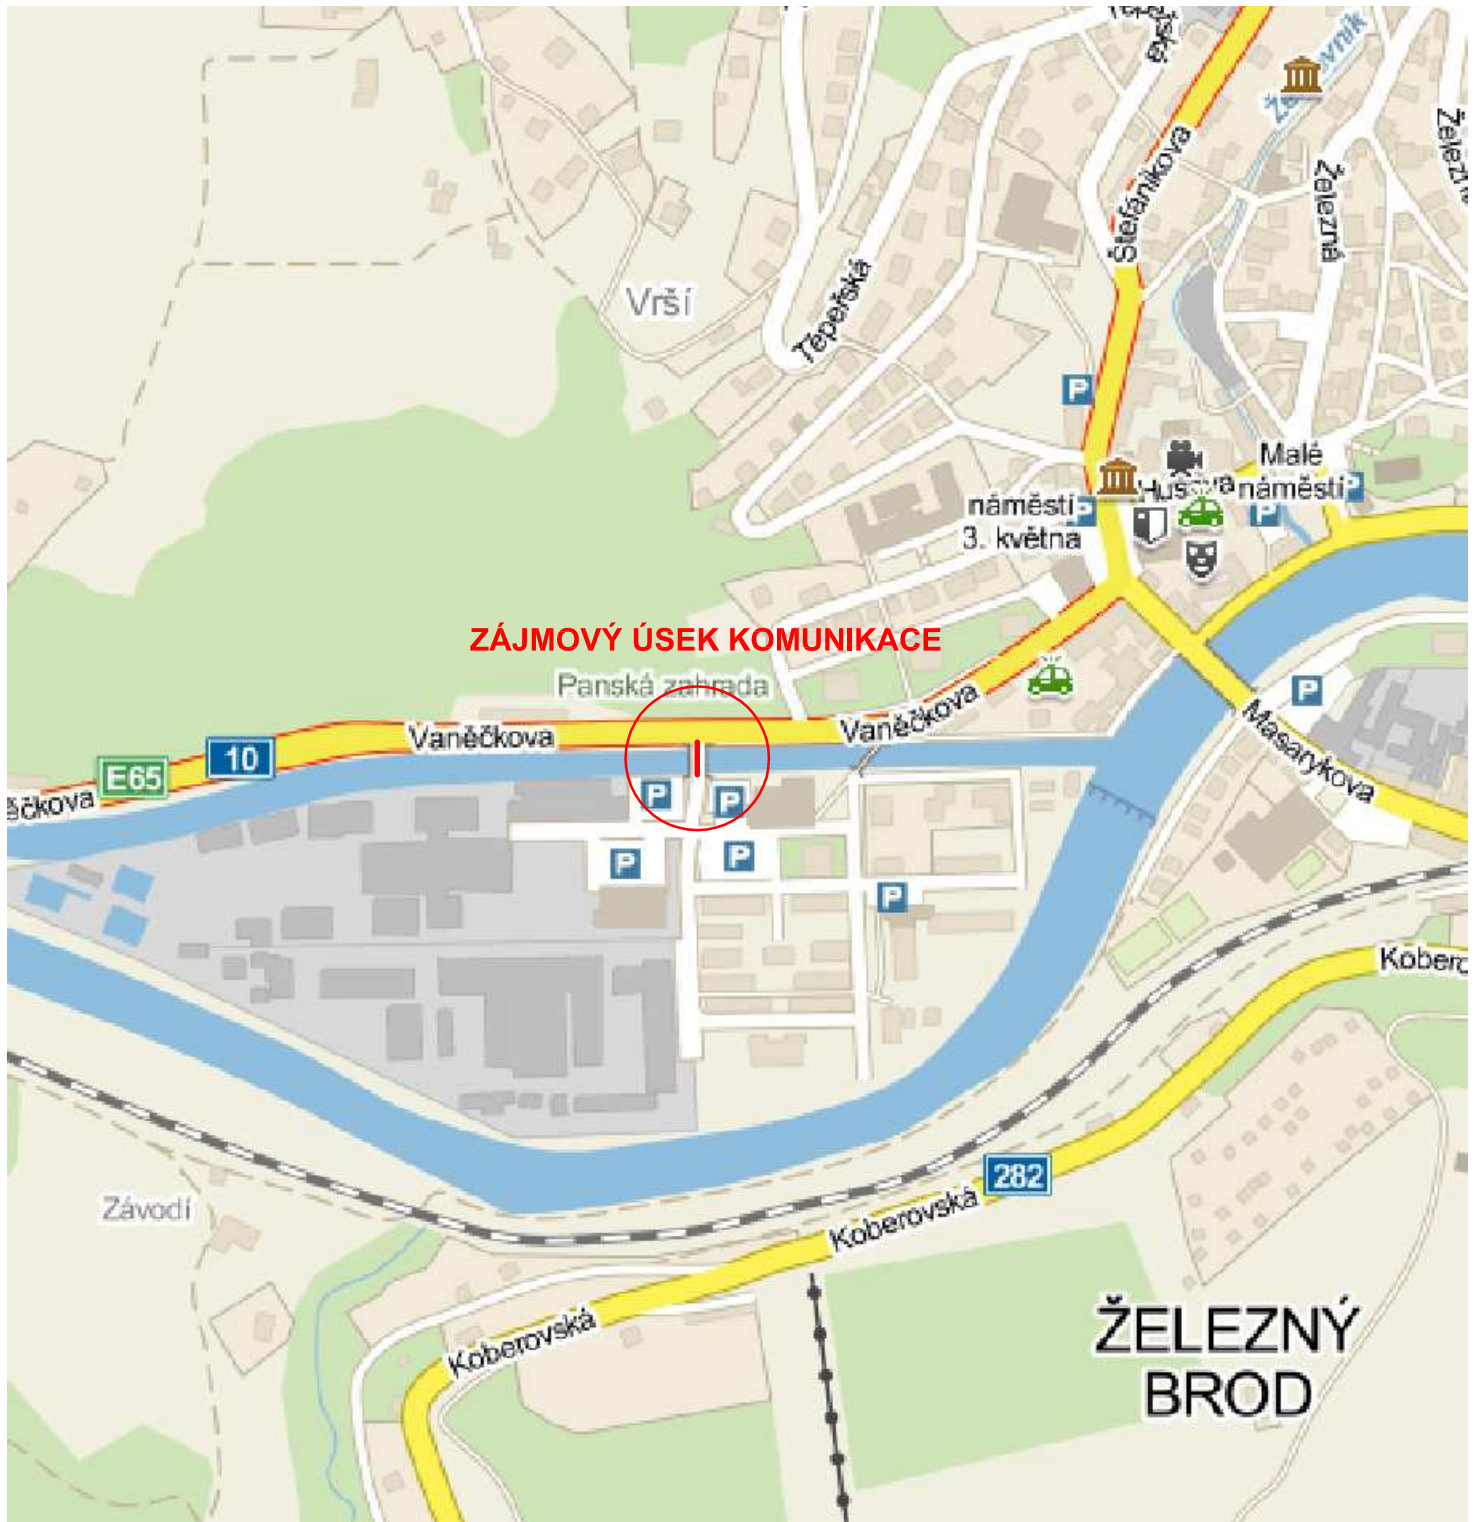 Štefánikova
Železná
Vrší
Těpeřská
Malé
náměstí
P
náměstí
3. května
P
P
P
ZÁJMOVÝ ÚSEK KOMUNIKACE
Panská zahrada
P
Vaněčkova
Vaněčkova
Masarykova
10
E65
P
P
P
P
P
Koberovská
282
Závodí
Koberovská
ŽELEZNÝ
BROD